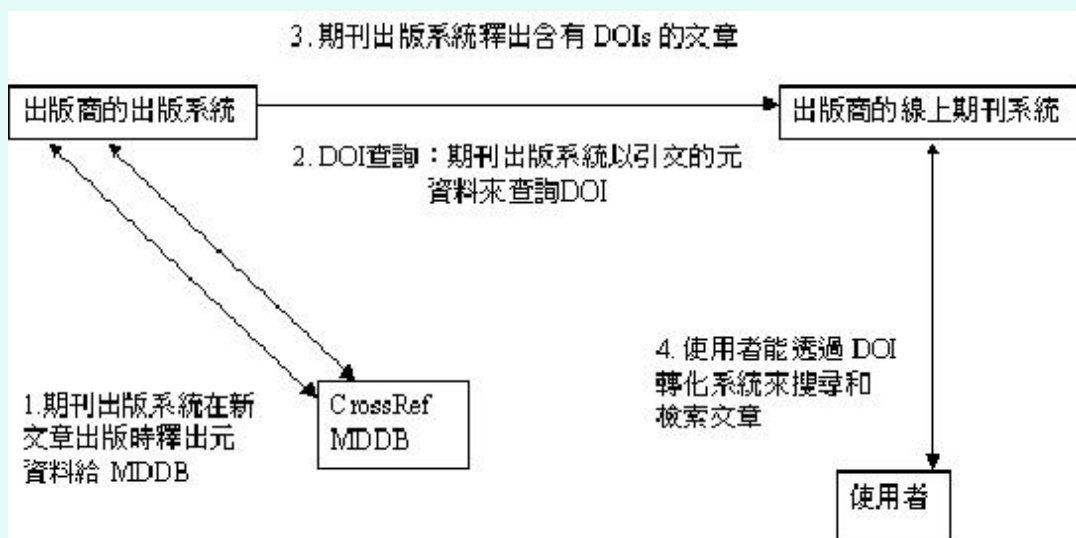 3.期刊出版系統釋出含有 DOIs 的文章
出版商的出版系統
出版商的線上期刊系統
2. DOI查詢：期刊出版系統以引文的元
資料來查詢DOI
4. 使用者能透過 DOI
轉化系統來搜尋和
檢索文章
1.期刊出版系統在新
文章出版時釋出元
資料給 MDDB
CrossRef
MDDB
使用者